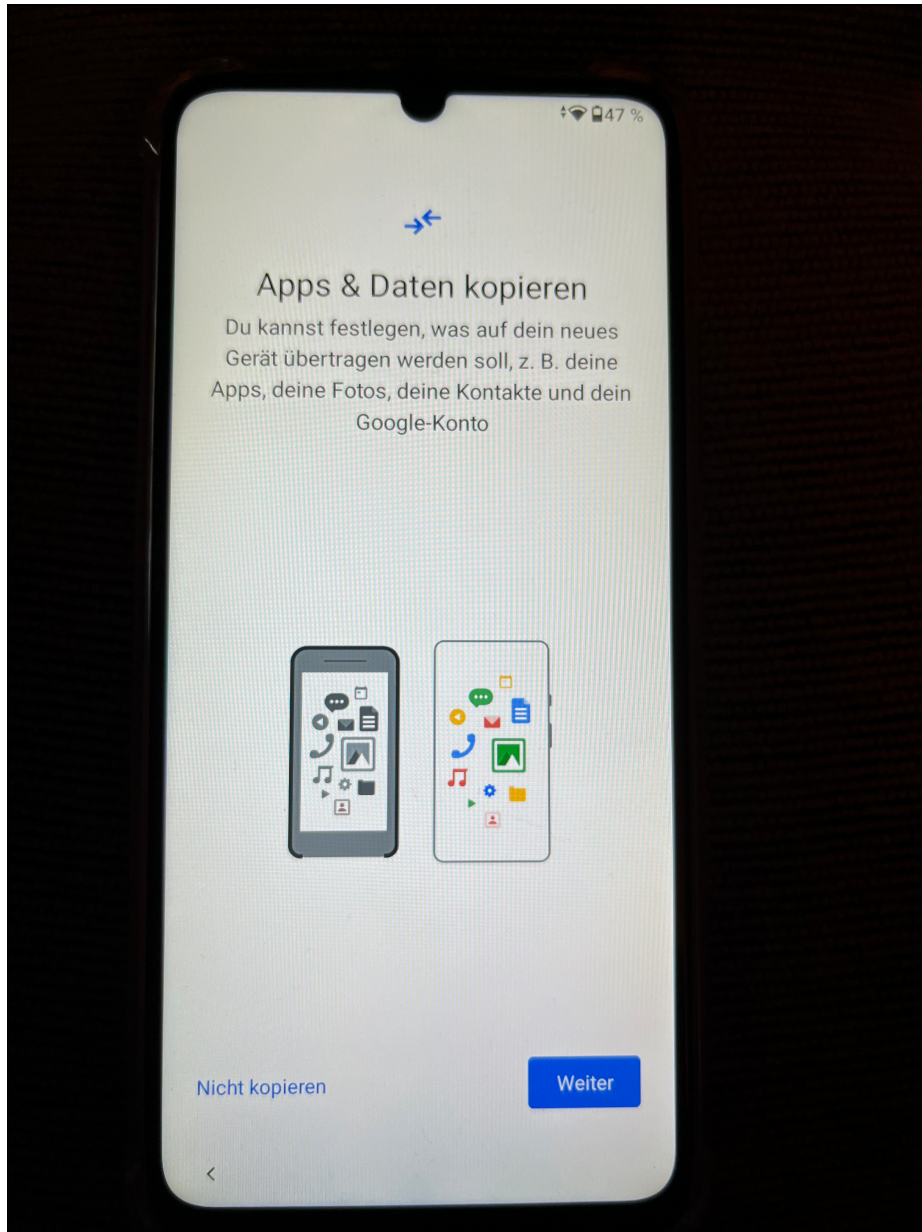 47 %
Apps & Daten kopieren
Du kannst festlegen, was auf dein neues
Gerät übertragen werden soll, z. B. deine
Apps, deine Fotos, deine Kontakte und dein
Google-Konto
Nicht kopieren
Weiter